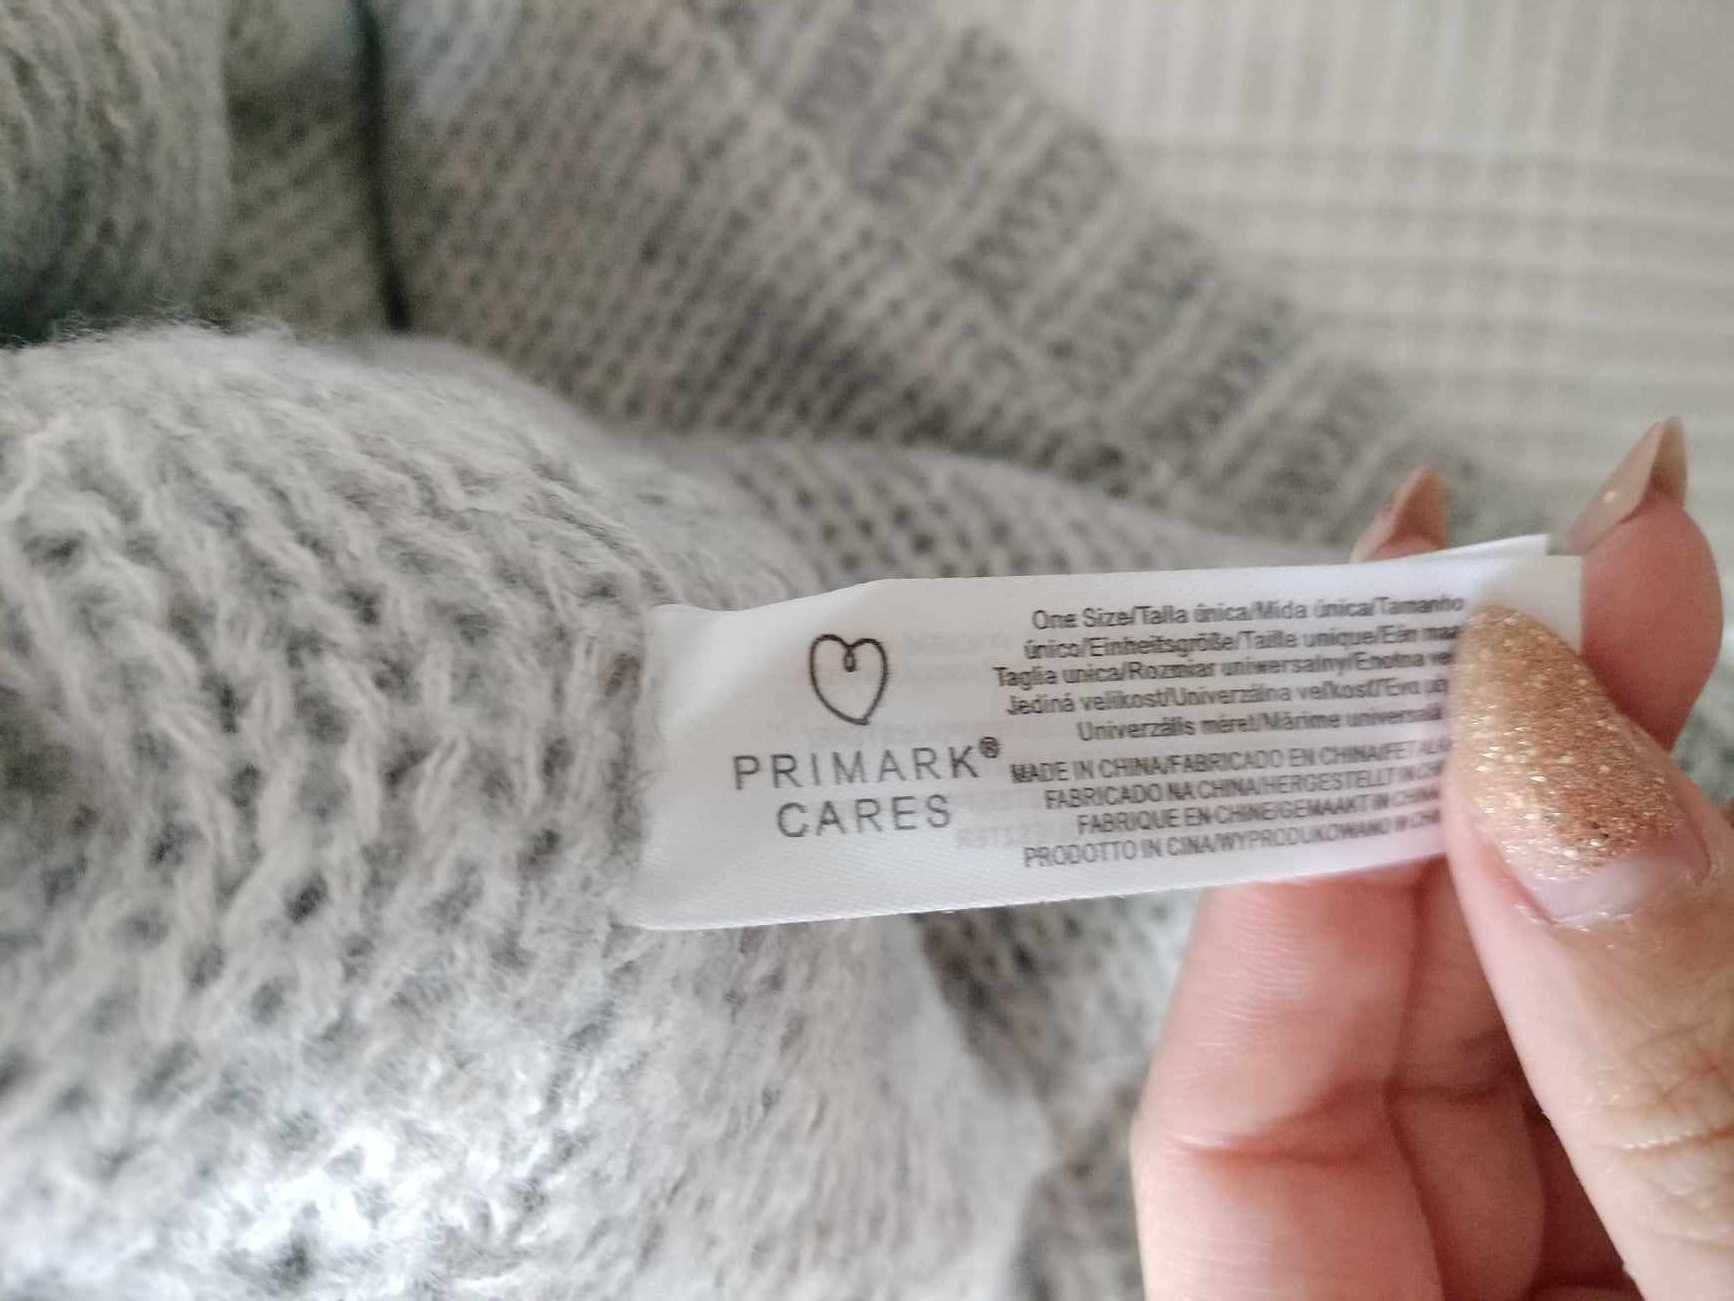 PRIMARK®
CARES
One Size/Talla única/Mida única/Tamanho
único/Einheitsgröße/Taille unique/Eén
Taglia unica/Rozmiar uniwersalny/Enotna
Jediná velikost/Univerzálna veľkosť/Ενα
Univerzális méret/Mărime universală
MADE IN CHINA/FABRICADO EN CHINA/FET
FABRICADO NA CHINA/HERGESTELLT IN
FABRIQUE EN CHINE/GEMAAKT IN CHINA
PRODOTTO IN CINA/WYPRODUKOWANO W